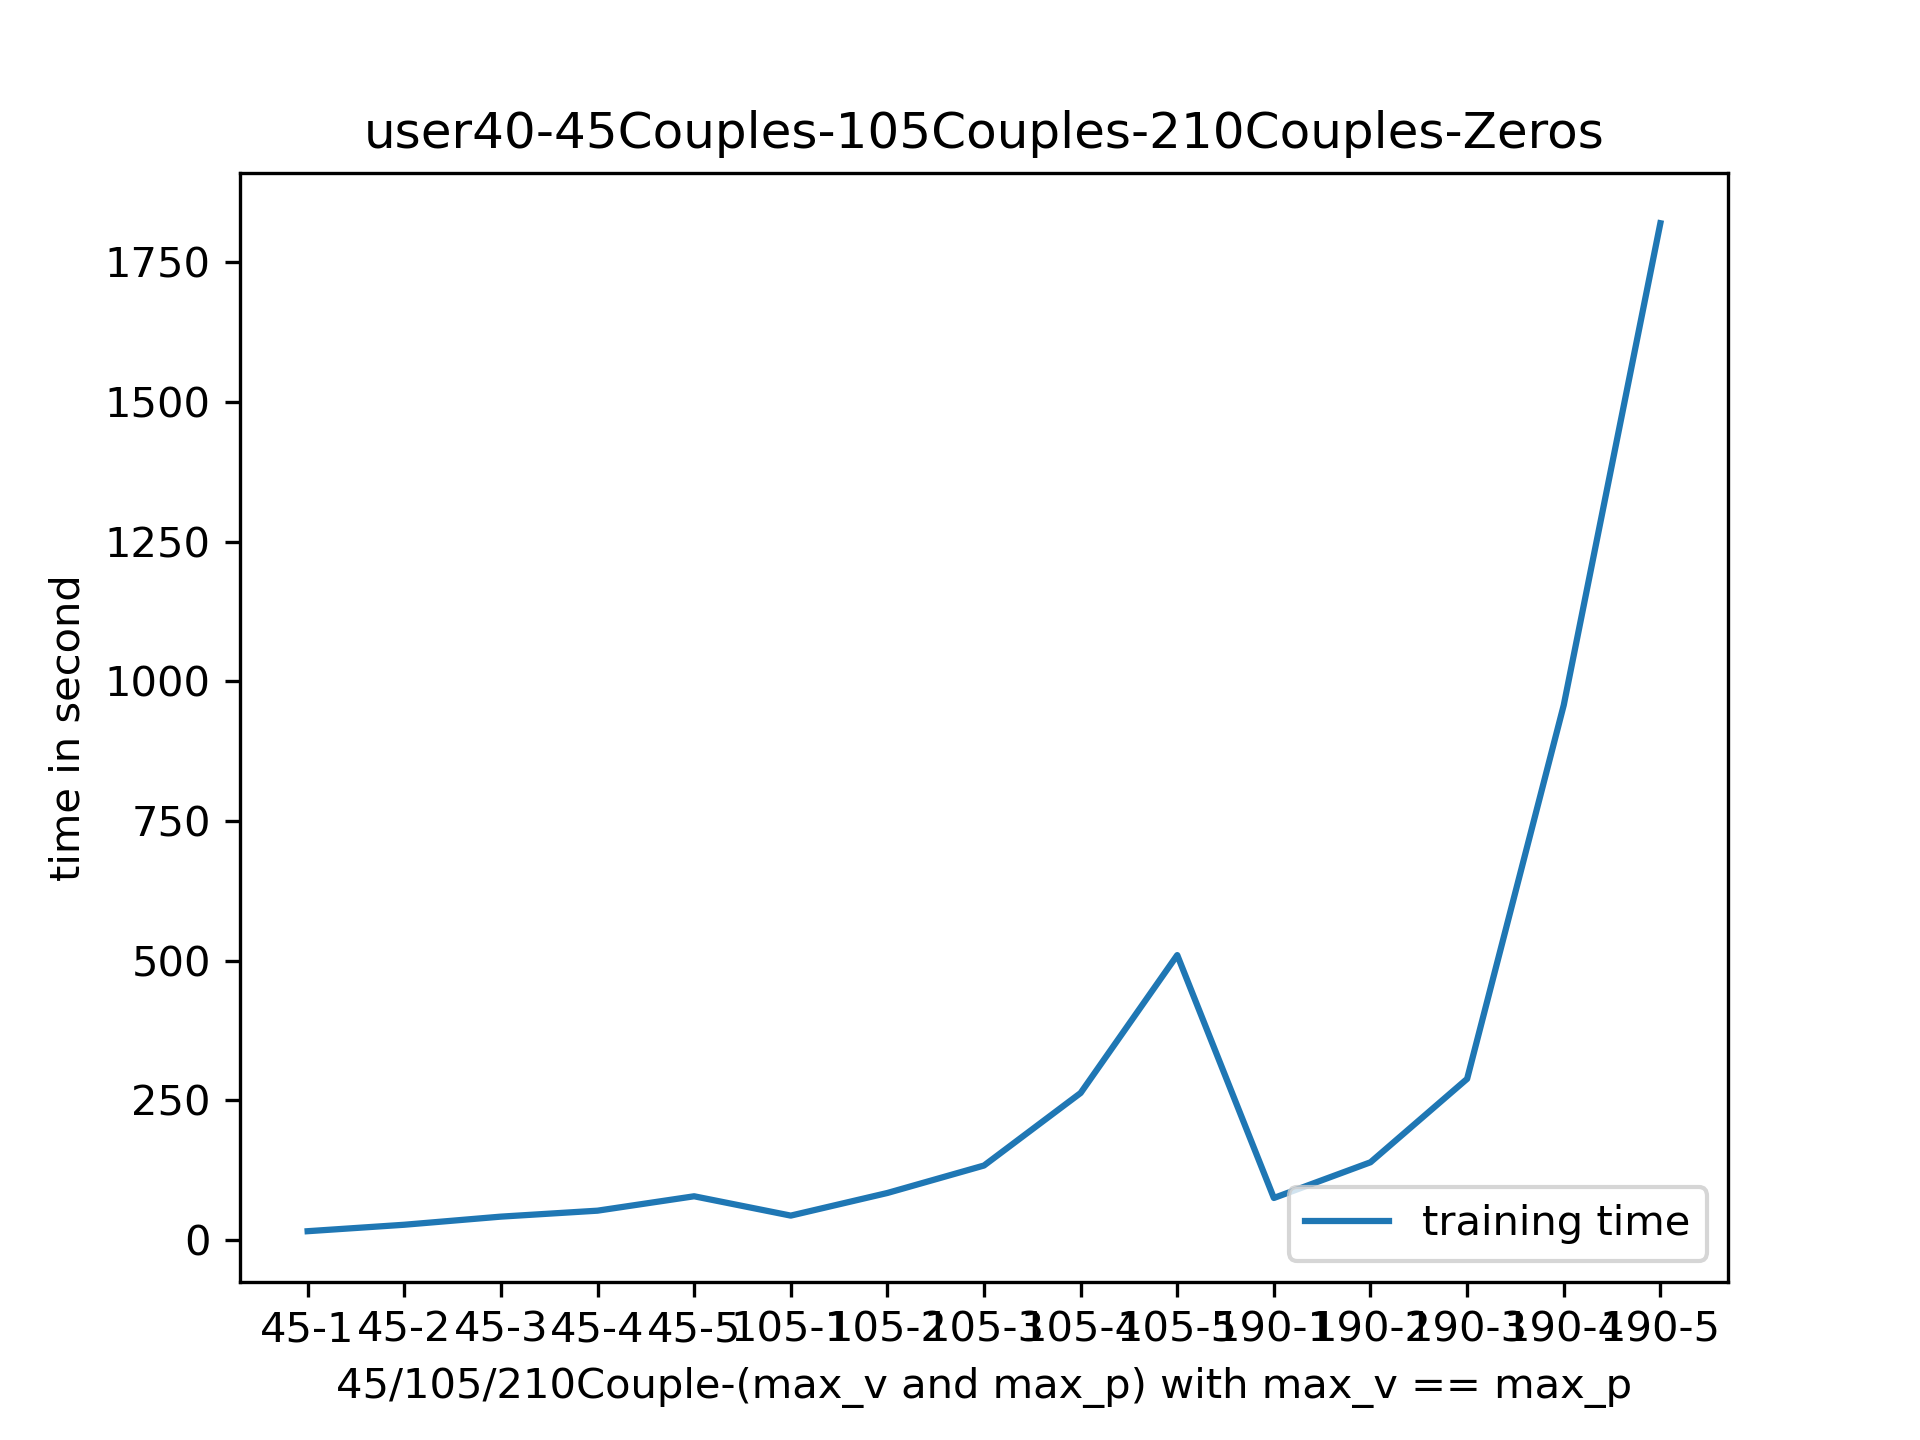 user40-45Couples-105Couples-210Couples-Zeros
1750
1500
1250
1000
750
500
250
0
time in second
training time
45-1 45-2 45-3 45-4 45-5 105-1 105-2 105-3 105-4 105-5 190-1 190-2 190-3 190-4 190-5
45/105/210Couple-(max_v and max_p) with max_v == max_p